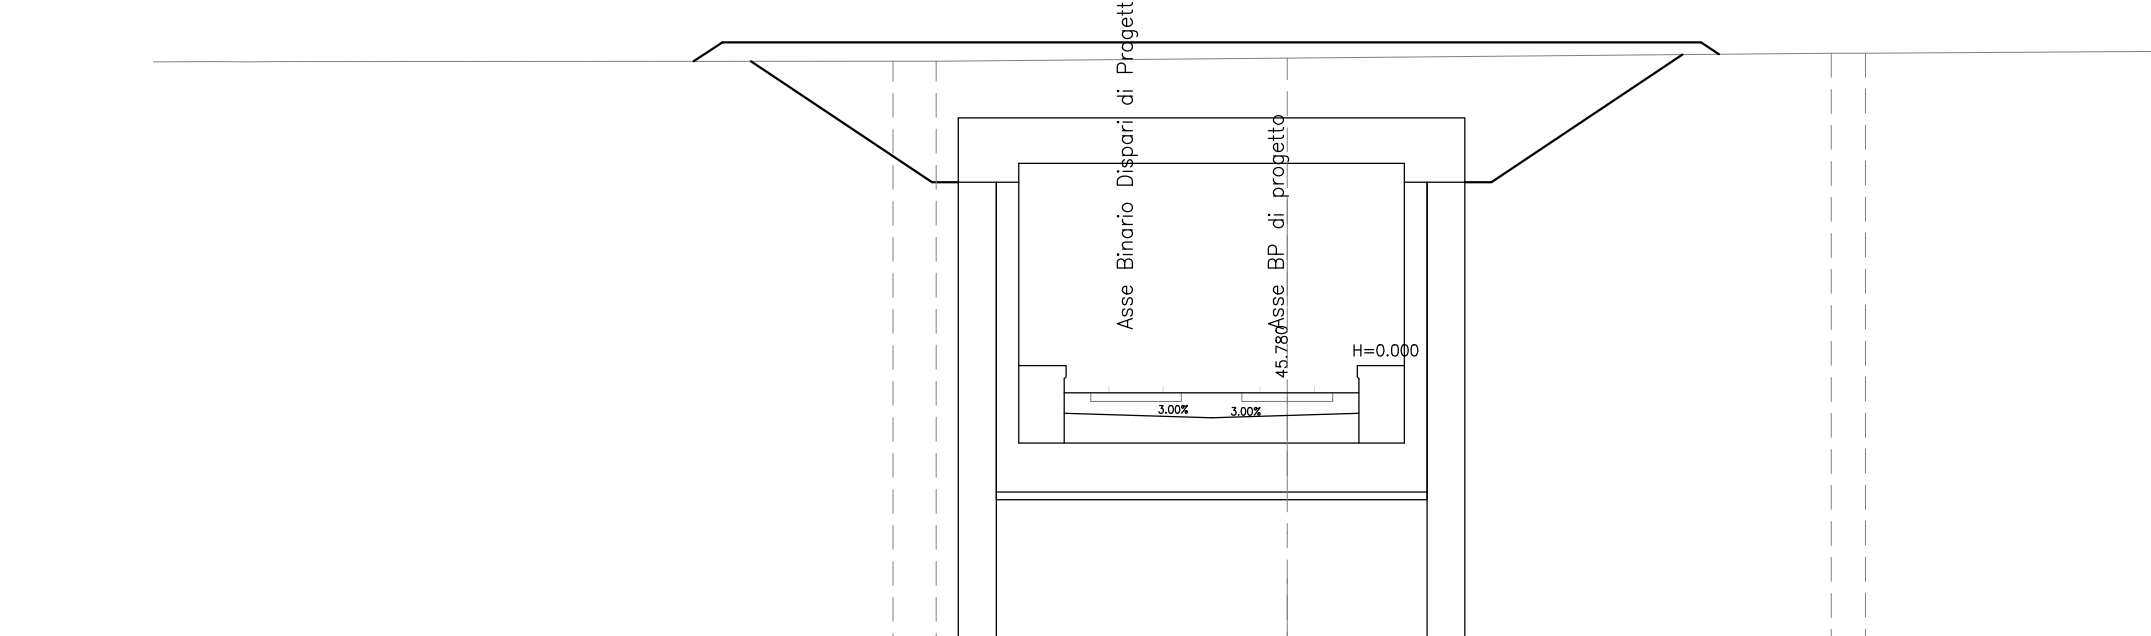 Asse Binario Dispari di Progett
Asse BP di progetto
45.780
H=0.000
3.00%
3.00%